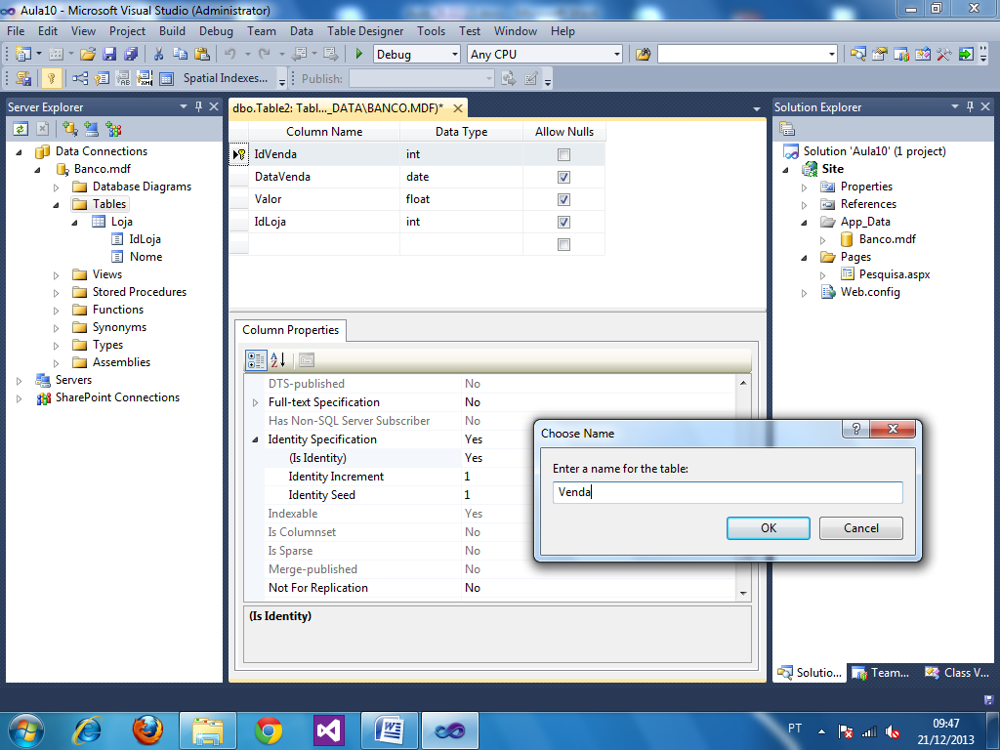 Aula10 - Microsoft Visual Studio (Administrator)
File Edit View Project Build Debug Team Data Table Designer Tools Test Window Help
Debug Any CPU
Spatial Indexes... Publish:
Server Explorer
Data Connections
Banco.mdf
Database Diagrams
Tables
Loja
IdLoja
Nome
Views
Stored Procedures
Functions
Synonyms
Types
Assemblies
Servers
SharePoint Connections
dbo.Table2: Tabl..._DATA\BANCO.MDF)*
Column Name Data Type Allow Nulls
IdVenda int
DataVenda date
Valor float
IdLoja int
Column Properties
DTS-published No
Full-text Specification No
Has Non-SQL Server Subscriber No
Identity Specification Yes
(Is Identity) Yes
Identity Increment 1
Identity Seed 1
Indexable Yes
Is Columnset No
Is Sparse No
Merge-published No
Not For Replication No
(Is Identity)
Choose Name
Enter a name for the table:
Venda
OK Cancel
Solution Explorer
Solution 'Aula10' (1 project)
Site
Properties
References
App_Data
Banco.mdf
Pages
Pesquisa.aspx
Web.config
Solutio... Team... Class V...
PT
09:47
21/12/2013